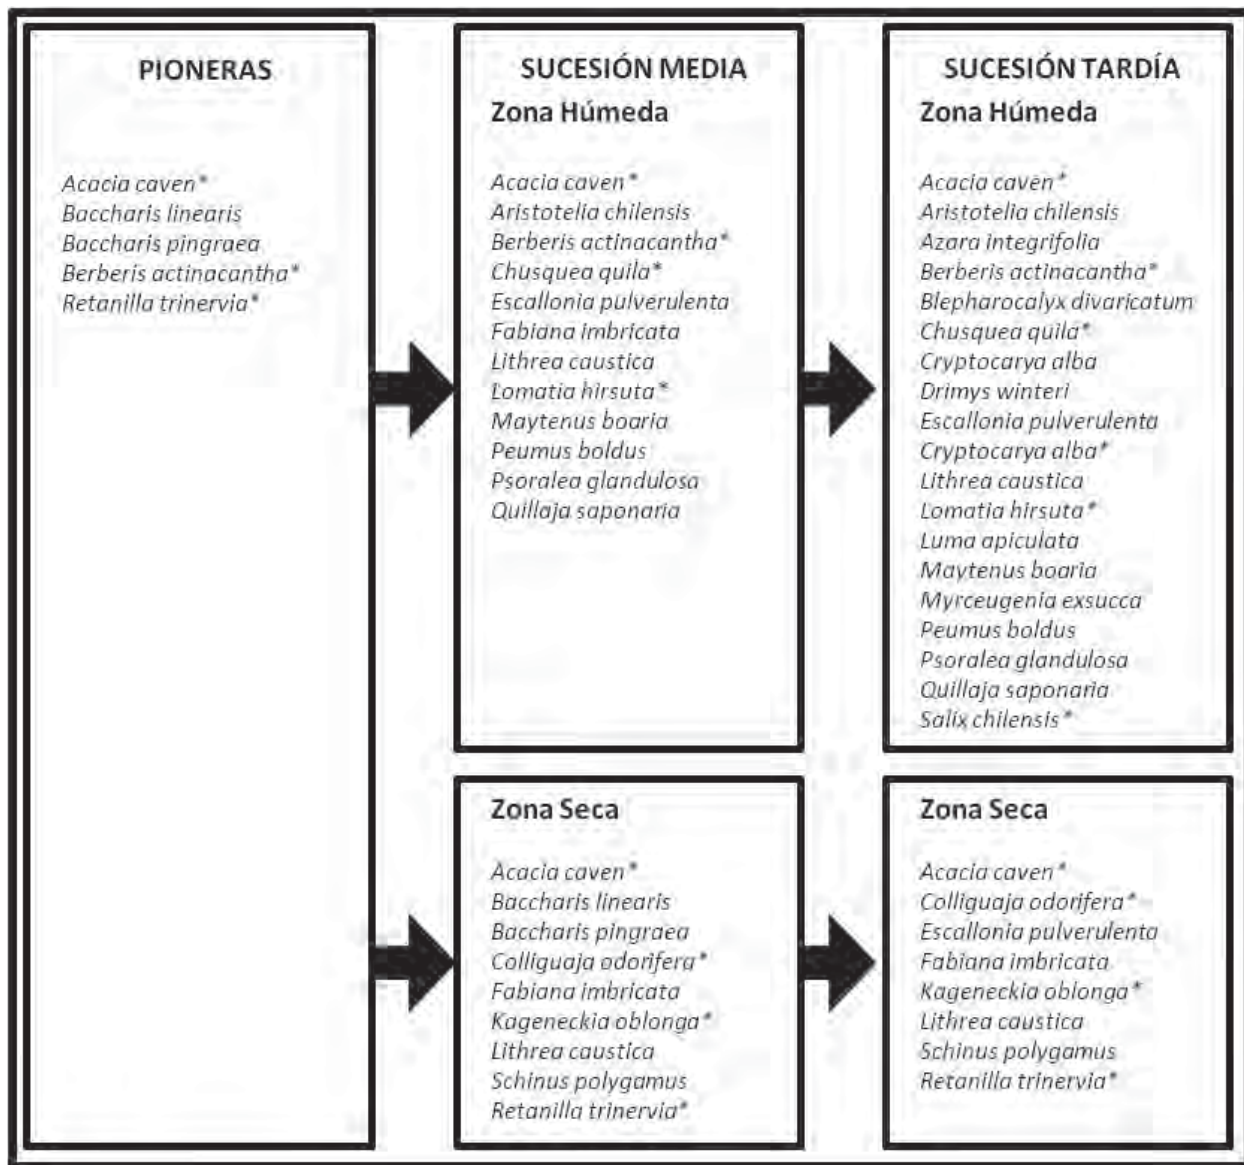 PIONERAS
Acacia caven*
Baccharis linearis
Baccharis pingraea
Berberis actinacantha*
Retanilla trinervia*
SUCESIÓN MEDIA
Zona Húmeda
Acacia caven*
Aristotelia chilensis
Berberis actinacantha*
Chusquea quila*
Escallonia pulverulenta
Fabiana imbricata
Lithrea caustica
Lomatia hirsuta*
Maytenus boaria
Peumus boldus
Psoralea glandulosa
Quillaja saponaria
SUCESIÓN TARDÍA
Zona Húmeda
Acacia caven*
Aristotelia chilensis
Azara integrifolia
Berberis actinacantha*
Blepharocalyx divaricatum
Chusquea quila*
Cryptocarya alba
Drimys winteri
Escallonia pulverulenta
Cryptocarya alba*
Lithrea caustica
Lomatia hirsuta*
Luma apiculata
Maytenus boaria
Myrceugenia exsucca
Peumus boldus
Psoralea glandulosa
Quillaja saponaria
Salix chilensis*
Zona Seca
Acacia caven*
Baccharis linearis
Baccharis pingraea
Colliguaja odorifera*
Fabiana imbricata
Kageneckia oblonga*
Lithrea caustica
Schinus polygamus
Retanilla trinervia*
Zona Seca
Acacia caven*
Colliguaja odorifera*
Escallonia pulverulenta
Fabiana imbricata
Kageneckia oblonga*
Lithrea caustica
Schinus polygamus
Retanilla trinervia*